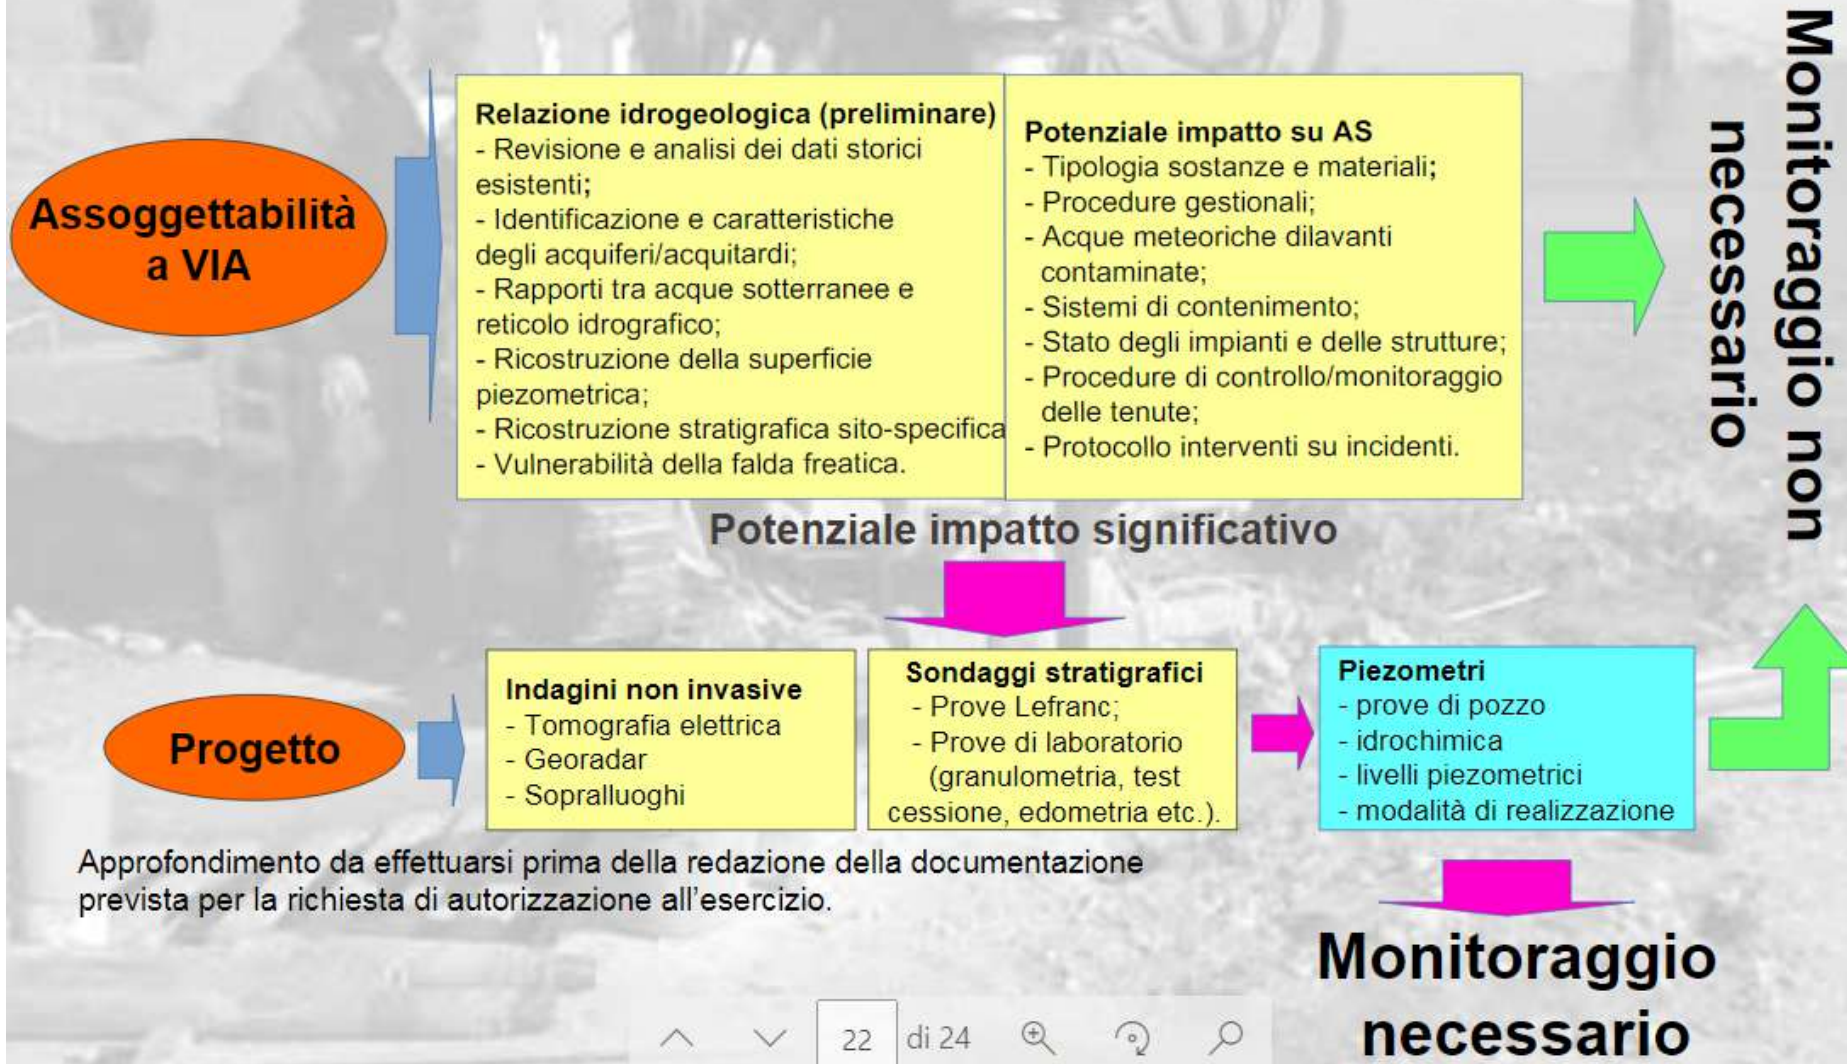 Assoggettabilità
a VIA
Relazione idrogeologica (preliminare)
- Revisione e analisi dei dati storici
esistenti;
- Identificazione e caratteristiche
degli acquiferi/acquitardi;
- Rapporti tra acque sotterranee e
reticolo idrografico;
- Ricostruzione della superficie
piezometrica;
- Ricostruzione stratigrafica sito-specifica
- Vulnerabilità della falda freatica.
Potenziale impatto su AS
- Tipologia sostanze e materiali;
- Procedure gestionali;
- Acque meteoriche dilavanti
contaminate;
- Sistemi di contenimento;
- Stato degli impianti e delle strutture;
- Procedure di controllo/monitoraggio
delle tenute;
- Protocollo interventi su incidenti.
Monitoraggio non
necessario
Potenziale impatto significativo
Progetto
Indagini non invasive
- Tomografia elettrica
- Georadar
- Sopralluoghi
Sondaggi stratigrafici
- Prove Lefranc;
- Prove di laboratorio
(granulometria, test
cessione, edometria etc.).
Piezometri
- prove di pozzo
- idrochimica
- livelli piezometrici
- modalità di realizzazione
Approfondimento da effettuarsi prima della redazione della documentazione
prevista per la richiesta di autorizzazione all'esercizio.
Monitoraggio
necessario
22 di 24